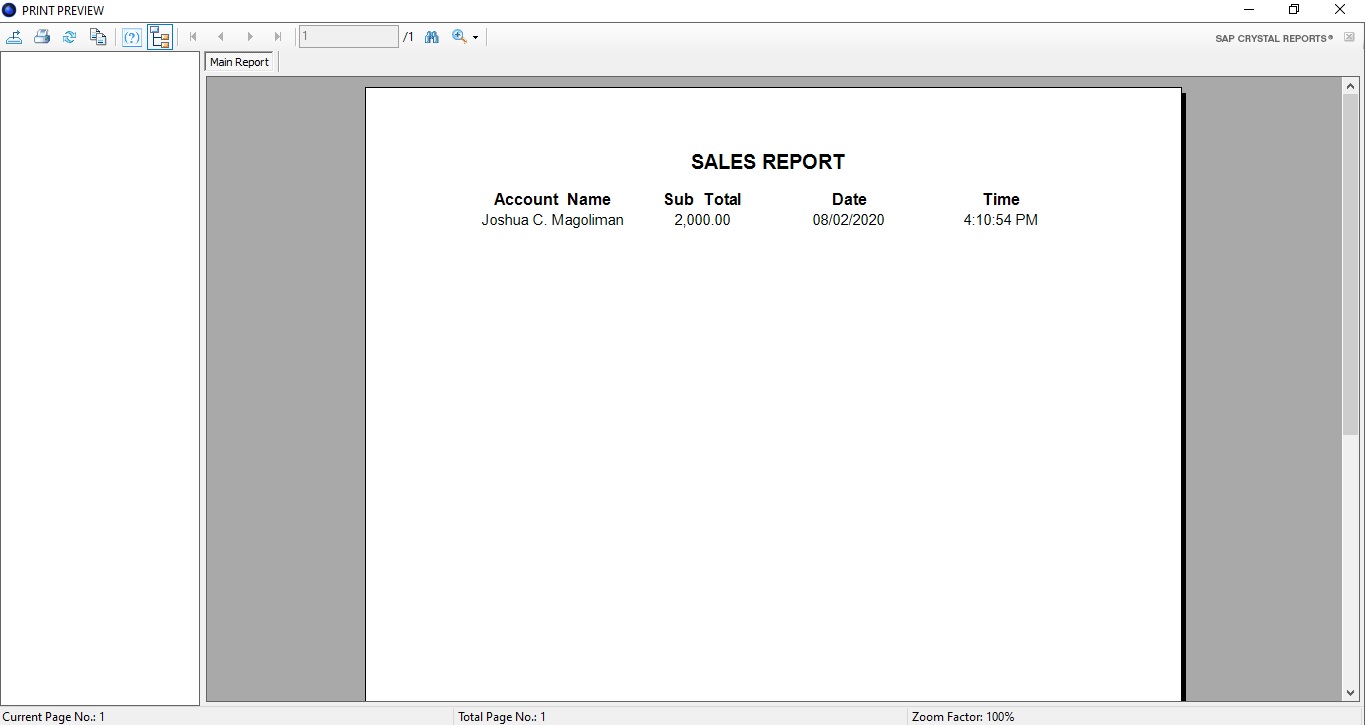 PRINT PREVIEW
(?)
1
/1
SAP CRYSTAL REPORTS®
Main Report
SALES REPORT
Account Name Sub Total Date Time
Joshua C. Magoliman 2,000.00 08/02/2020 4:10:54 PM
Current Page No.: 1 Total Page No.: 1 Zoom Factor: 100%